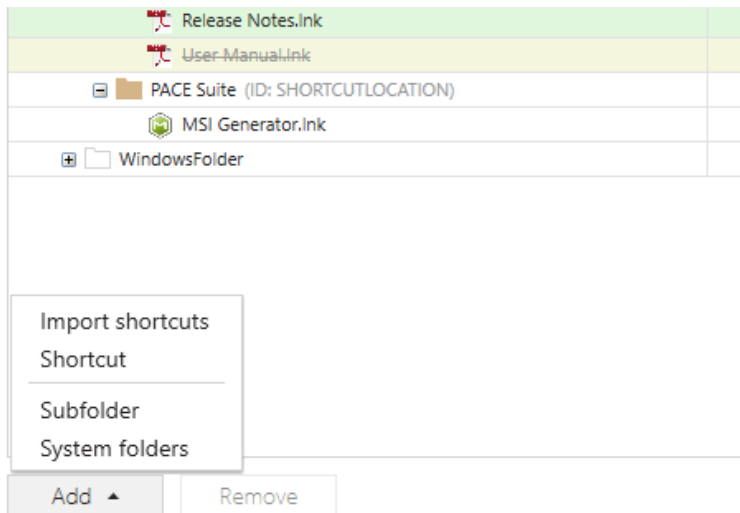 Release Notes.lnk
User Manual.lnk
PACE Suite (ID: SHORTCUTLOCATION)
MSI Generator.lnk
WindowsFolder
Import shortcuts
Shortcut
Subfolder
System folders
Add Remove